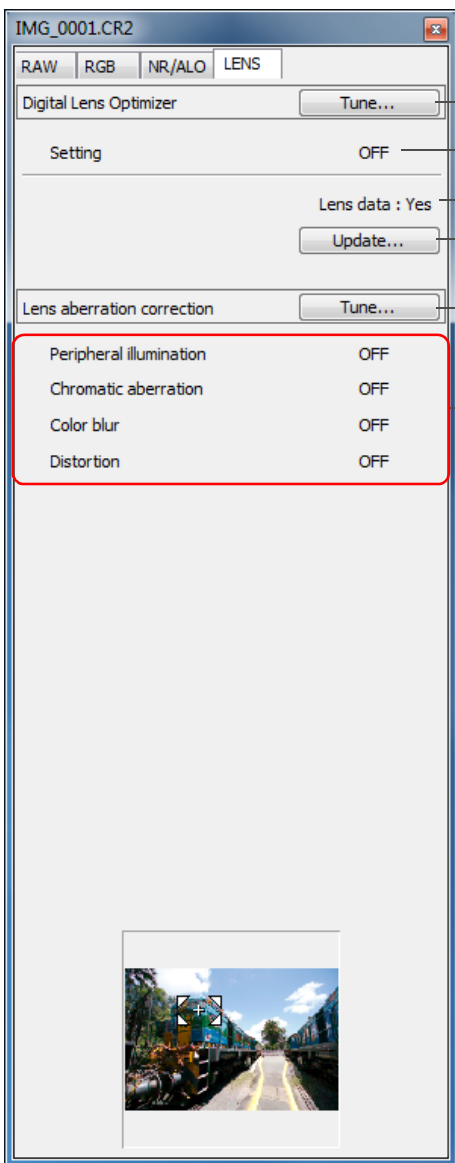 IMG_0001.CR2
RAW RGB NR/ALO LENS
Digital Lens Optimizer Tune...
Setting OFF
Lens data : Yes
Update...
Lens aberration correction Tune...
Peripheral illumination OFF
Chromatic aberration OFF
Color blur OFF
Distortion OFF